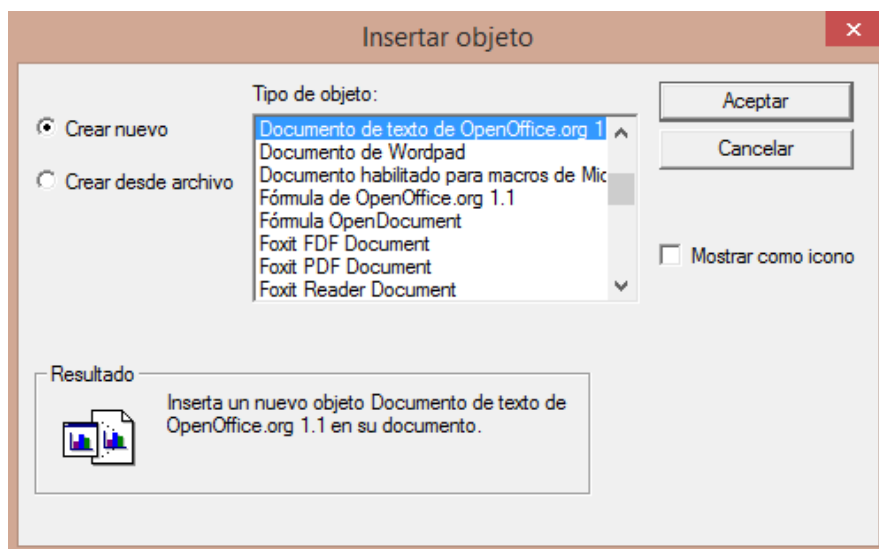 Insertar objeto
Tipo de objeto:
Crear nuevo
Crear desde archivo
Documento de texto de OpenOffice.org 1
Documento de Wordpad
Documento habilitado para macros de Mic
Fórmula de OpenOffice.org 1.1
Fórmula OpenDocument
Foxit FDF Document
Foxit PDF Document
Foxit Reader Document
Aceptar
Cancelar
Mostrar como icono
Resultado
Inserta un nuevo objeto Documento de texto de
OpenOffice.org 1.1 en su documento.